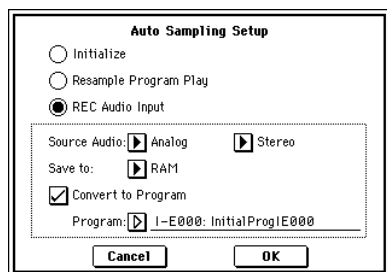 Auto Sampling Setup
Initialize
Resample Program Play
REC Audio Input
Source Audio: Analog Stereo
Save to: RAM
Convert to Program
Program: I-E000: InitialProgIE000
Cancel OK